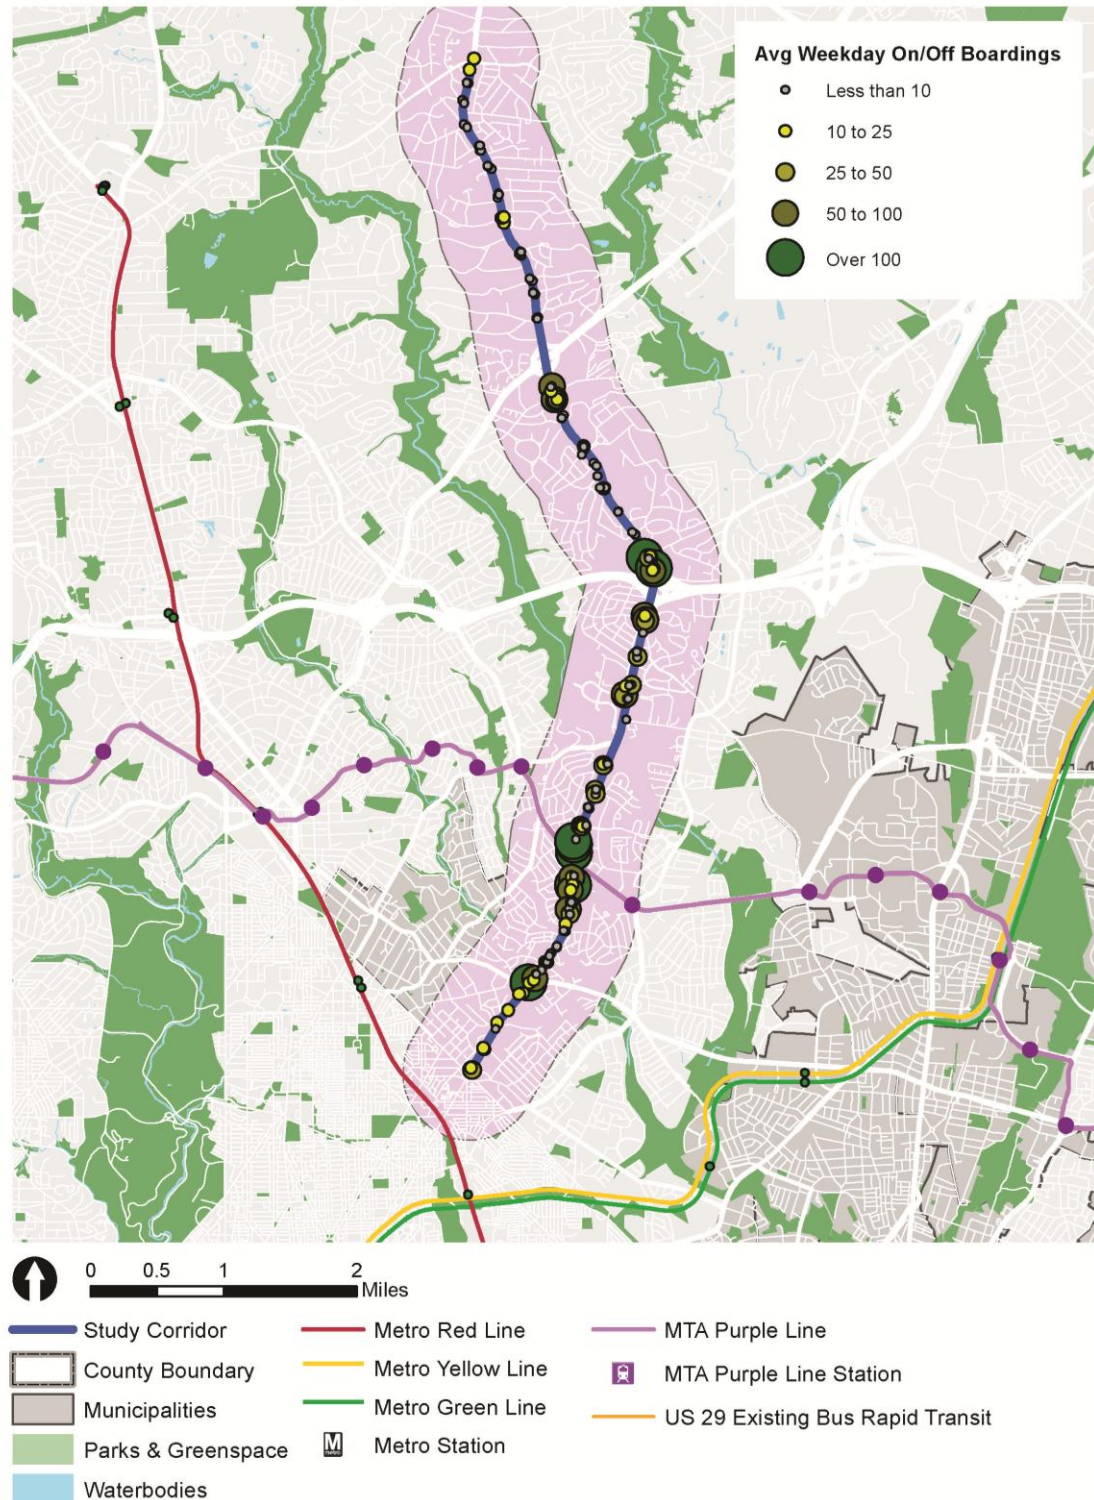 Avg Weekday On/Off Boardings
Less than 10
10 to 25
25 to 50
50 to 100
Over 100
0 0.5 1 2
Miles
Study Corridor
County Boundary
Municipalities
Parks & Greenspace
Waterbodies
Metro Red Line
Metro Yellow Line
Metro Green Line
M
metro
Metro Station
MTA Purple Line
MTA Purple Line Station
US 29 Existing Bus Rapid Transit